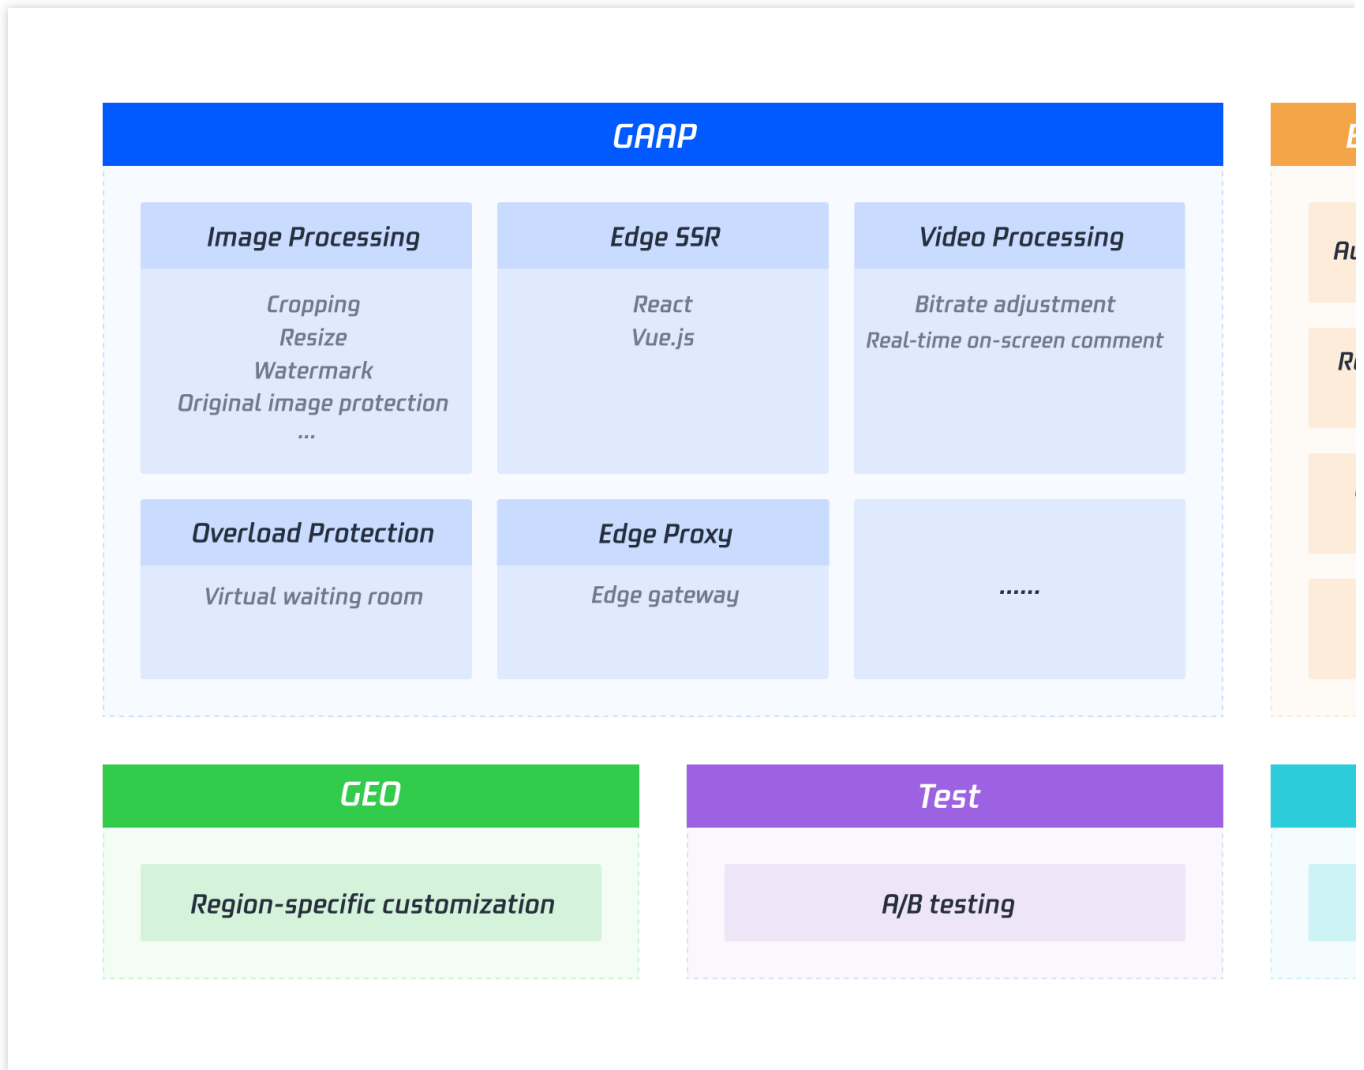 GAAP
Image Processing
Cropping
Resize
Watermark
Original image protection
...
Edge SSR
React
Vue.js
Video Processing
Bitrate adjustment
Real-time on-screen comment
Overload Protection
Virtual waiting room
Edge Proxy
Edge gateway
......
GEO
Region-specific customization
Test
A/B testing